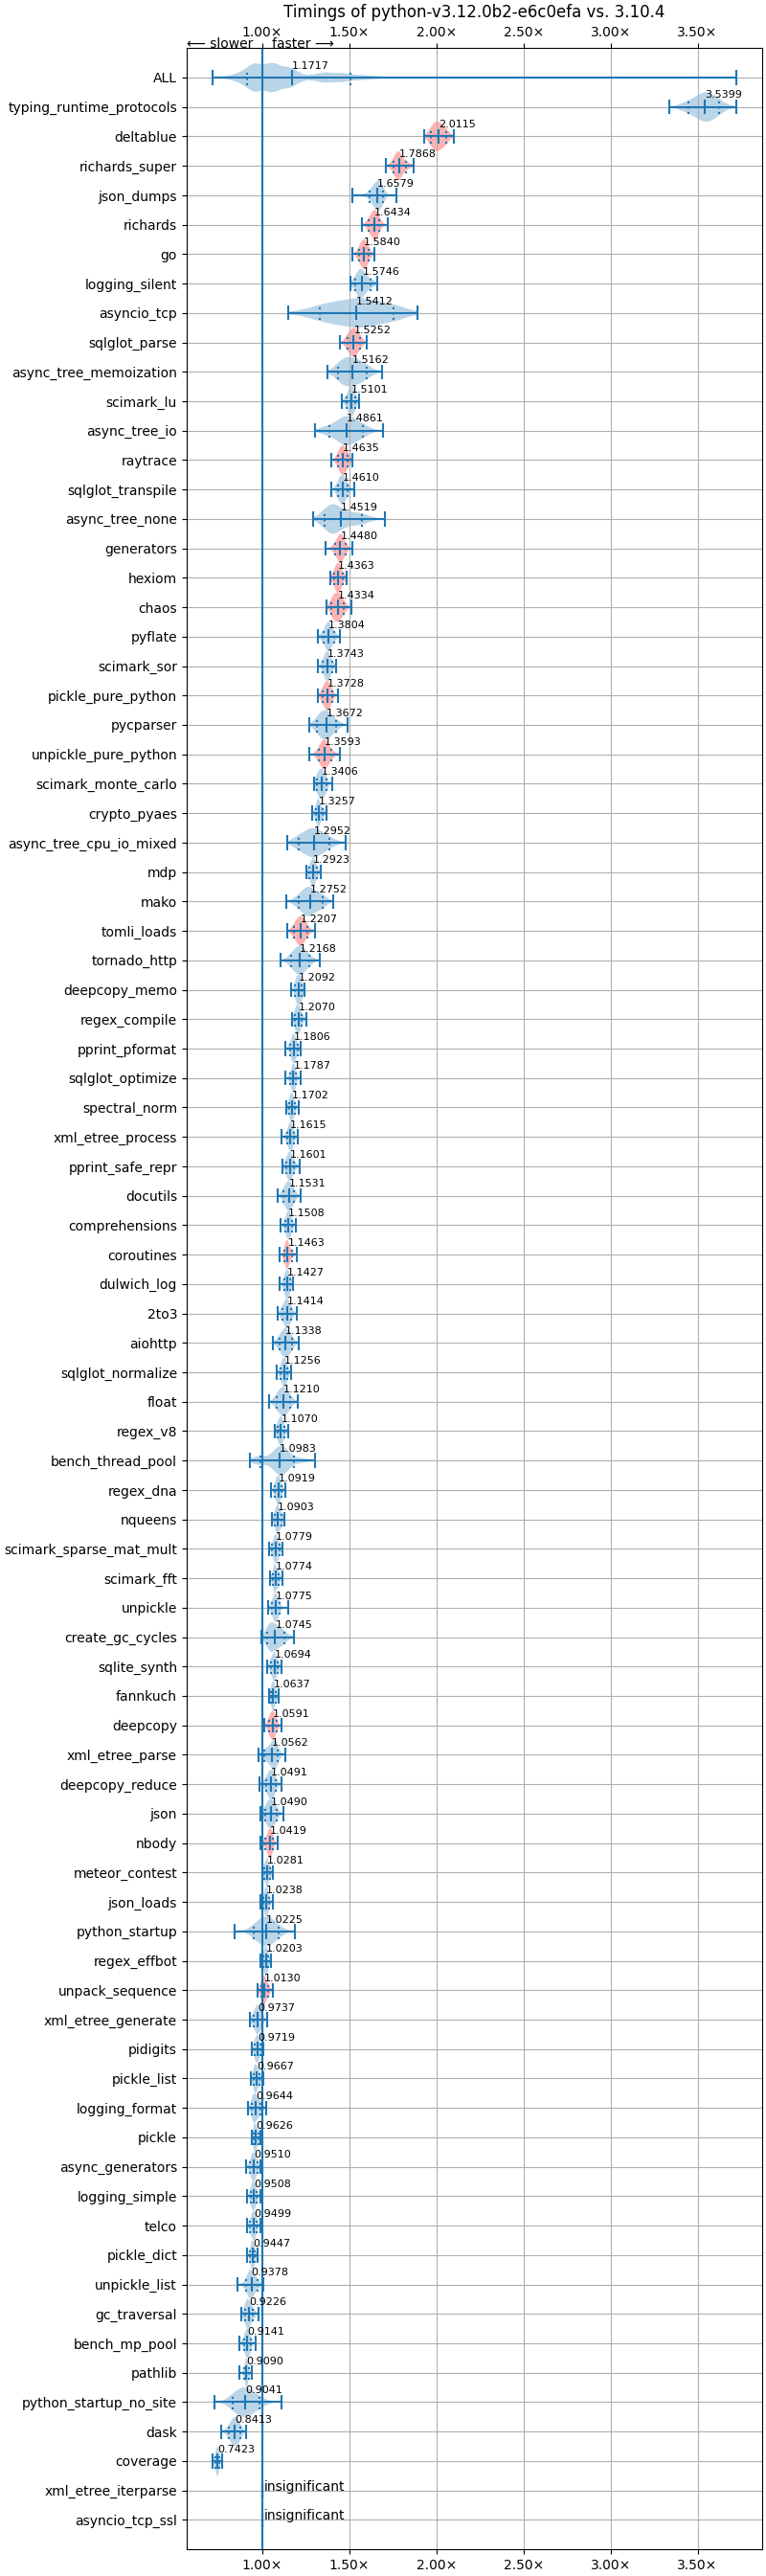 Timings of python-v3.12.0b2-e6c0efa vs. 3.10.4
1.00× 1.50× 2.00× 2.50× 3.00× 3.50×
⟵ slower faster ⟶
ALL 1.1717
typing_runtime_protocols 3.5399
deltablue 2.0115
richards_super 1.7868
json_dumps 1.6579
richards 1.6434
go 1.5840
logging_silent 1.5746
asyncio_tcp 1.5412
sqlglot_parse 1.5252
async_tree_memoization 1.5162
scimark_lu 1.5101
async_tree_io 1.4861
raytrace 1.4635
sqlglot_transpile 1.4610
async_tree_none 1.4519
generators 1.4480
hexiom 1.4363
chaos 1.4334
pyflate 1.3804
scimark_sor 1.3743
pickle_pure_python 1.3728
pycparser 1.3672
unpickle_pure_python 1.3593
scimark_monte_carlo 1.3406
crypto_pyaes 1.3257
async_tree_cpu_io_mixed 1.2952
mdp 1.2923
mako 1.2752
tomli_loads 1.2207
tornado_http 1.2168
deepcopy_memo 1.2092
regex_compile 1.2070
pprint_pformat 1.1806
sqlglot_optimize 1.1787
spectral_norm 1.1702
xml_etree_process 1.1615
pprint_safe_repr 1.1601
docutils 1.1531
comprehensions 1.1508
coroutines 1.1463
dulwich_log 1.1427
2to3 1.1414
aiohttp 1.1338
sqlglot_normalize 1.1256
float 1.1210
regex_v8 1.1070
bench_thread_pool 1.0983
regex_dna 1.0919
nqueens 1.0903
scimark_sparse_mat_mult 1.0779
scimark_fft 1.0774
unpickle 1.0775
create_gc_cycles 1.0745
sqlite_synth 1.0694
fannkuch 1.0637
deepcopy 1.0591
xml_etree_parse 1.0562
deepcopy_reduce 1.0491
json 1.0490
nbody 1.0419
meteor_contest 1.0281
json_loads 1.0238
python_startup 1.0225
regex_effbot 1.0203
unpack_sequence 1.0130
xml_etree_generate 0.9737
pidigits 0.9719
pickle_list 0.9667
logging_format 0.9644
pickle 0.9626
async_generators 0.9510
logging_simple 0.9508
telco 0.9499
pickle_dict 0.9447
unpickle_list 0.9378
gc_traversal 0.9226
bench_mp_pool 0.9141
pathlib 0.9090
python_startup_no_site 0.9041
dask 0.8413
coverage 0.7423
xml_etree_iterparse insignificant
asyncio_tcp_ssl insignificant
1.00× 1.50× 2.00× 2.50× 3.00× 3.50×